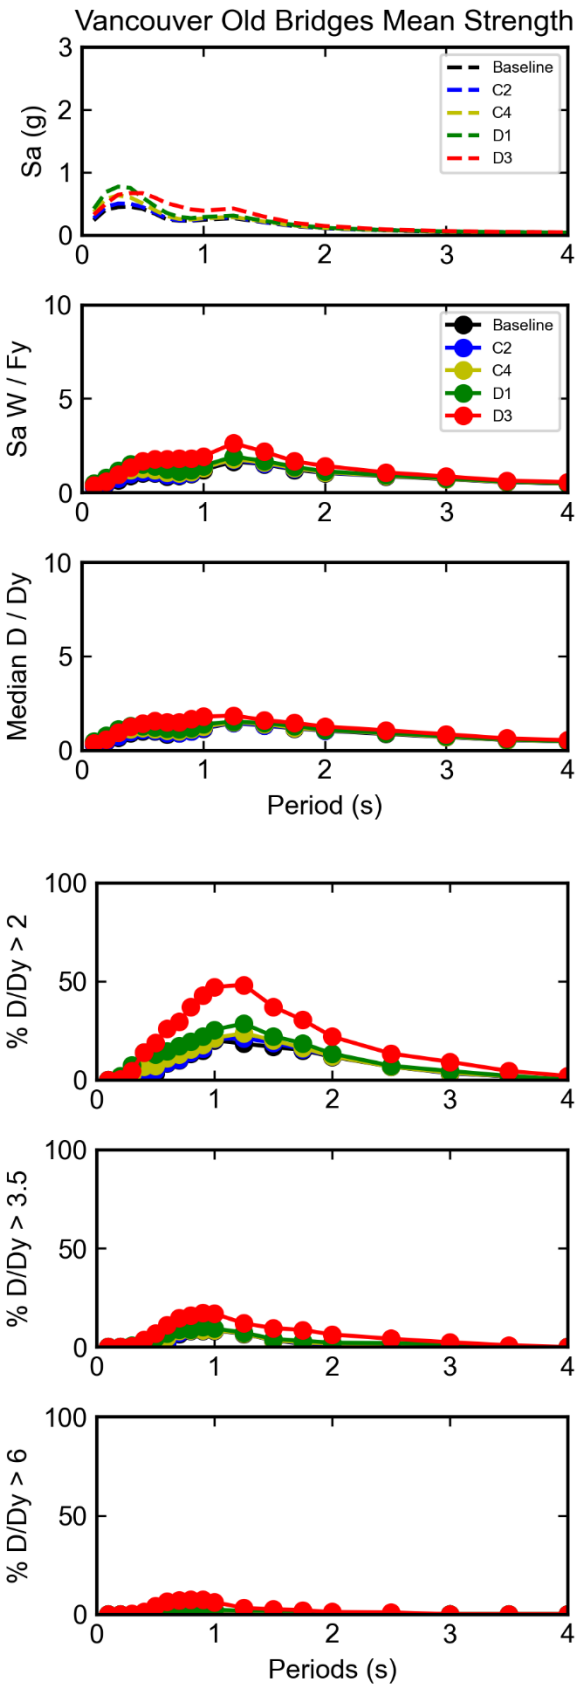 Vancouver Old Bridges Mean Strength
3
2
1
0
Sa (g)
Baseline
C2
C4
D1
D3
0 1 2 3 4
10
5
0
Sa W / Fy
Baseline
C2
C4
D1
D3
0 1 2 3 4
10
5
0
Median D / Dy
0 1 2 3 4
Period (s)
100
50
0
% D/Dy > 2
0 1 2 3 4
100
50
0
% D/Dy > 3.5
0 1 2 3 4
100
50
0
% D/Dy > 6
0 1 2 3 4
Periods (s)